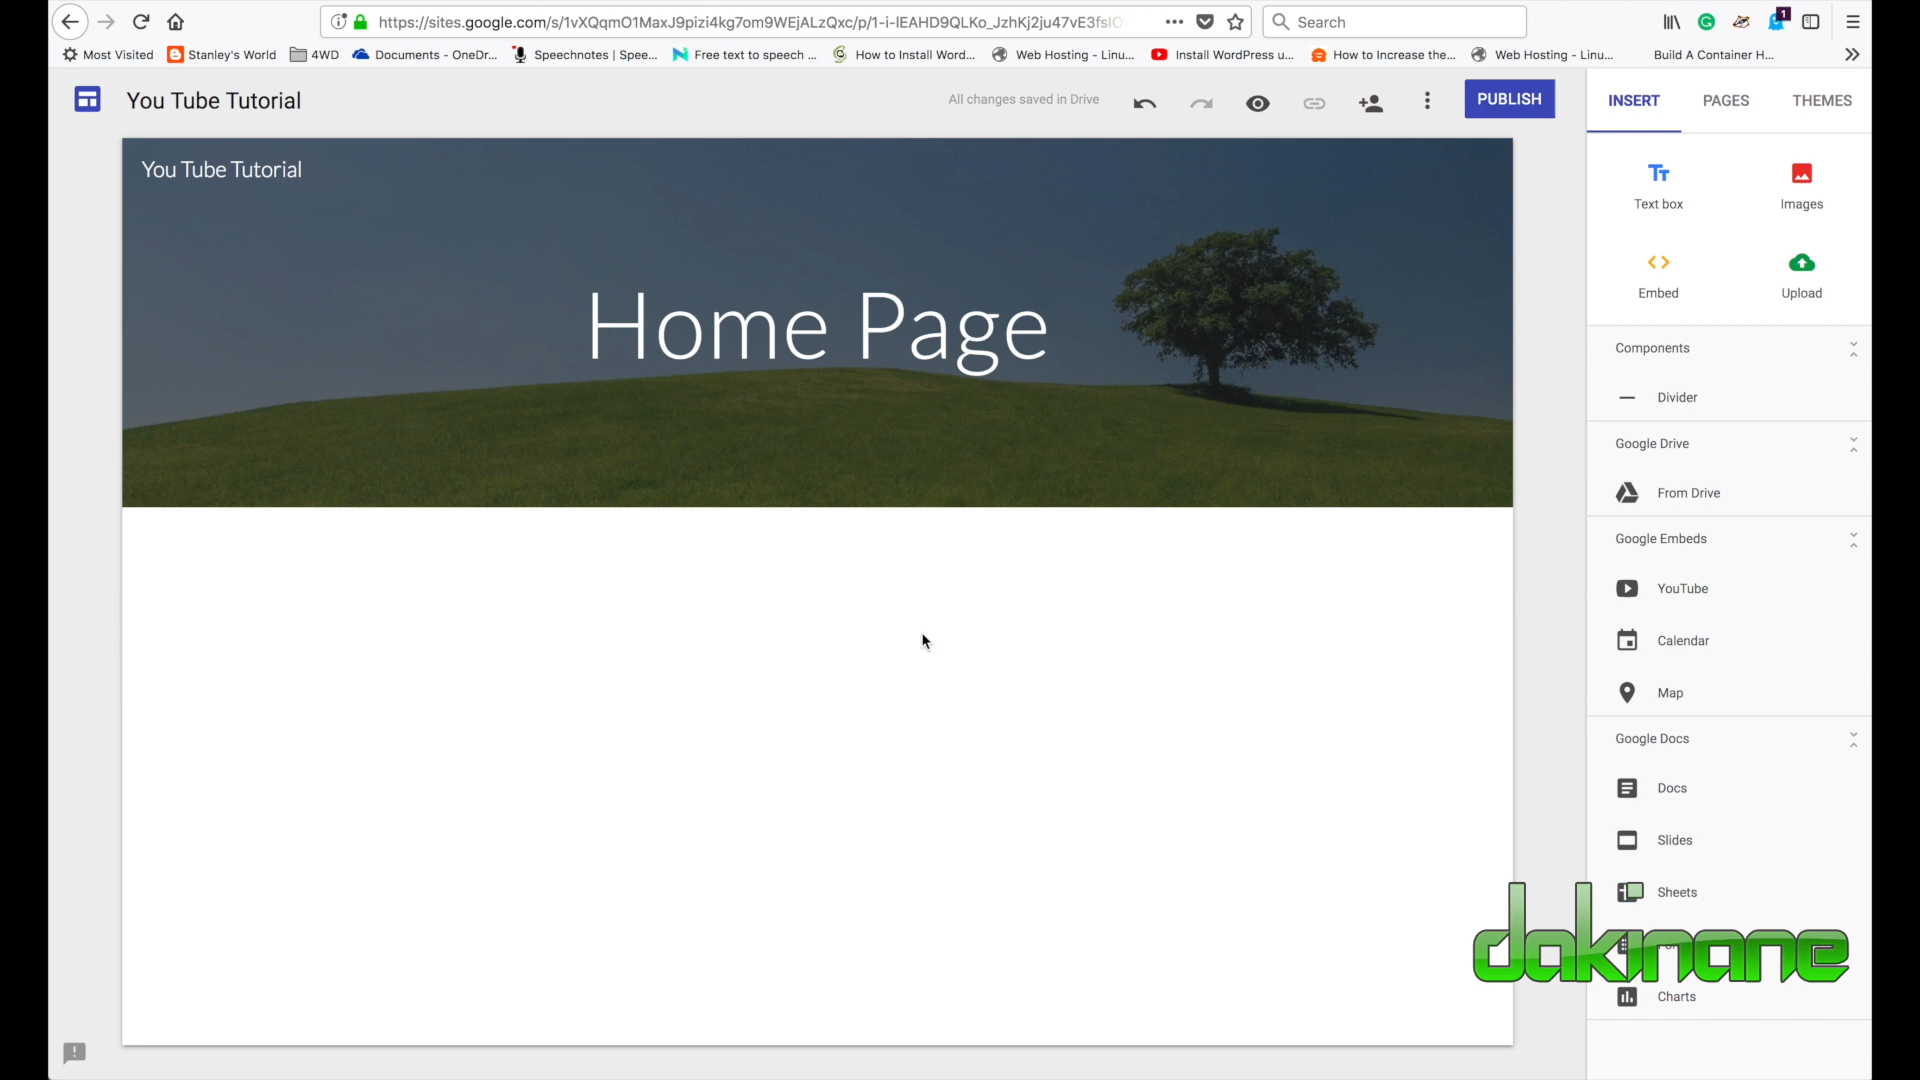 https://sites.google.com/s/1vXQqmO1MaxJ9pizi4kg7om9WEjALzQxc/p/1-i-lEAHD9QLKo_JzhKj2ju47vE3fslO
Search
1
Most Visited
Stanley's World
4WD
Documents - OneDr...
Speechnotes | Spee...
Free text to speech ...
How to Install Word...
Web Hosting - Linu...
Install WordPress u...
How to Increase the...
Web Hosting - Linu...
Build A Container H...
You Tube Tutorial
All changes saved in Drive
PUBLISH
INSERT
PAGES
THEMES
You Tube Tutorial
Home Page
Text box
Images
Embed
Upload
Components
Divider
Google Drive
From Drive
Google Embeds
YouTube
Calendar
Map
Google Docs
Docs
Slides
Sheets
dakinane
Charts